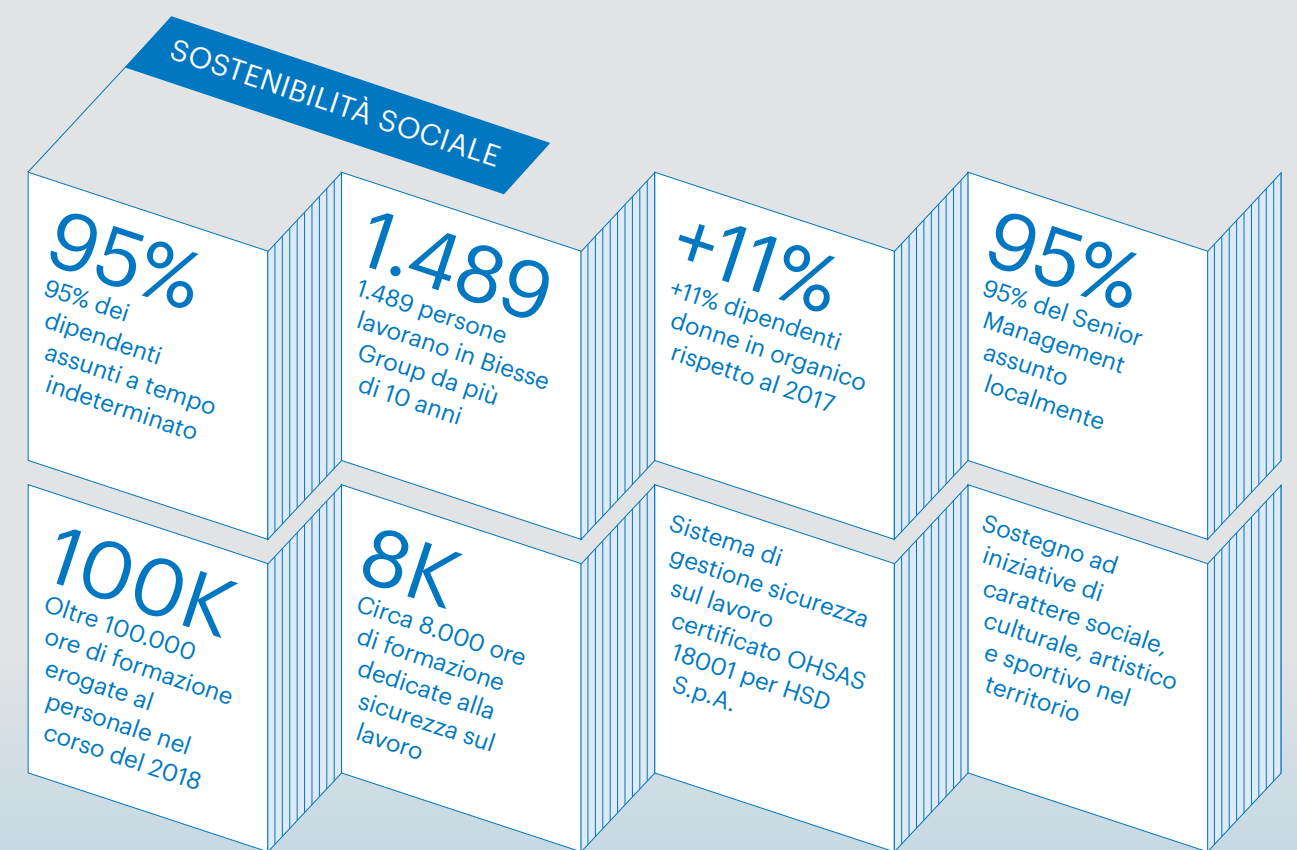 SOSTENIBILITÀ SOCIALE
95%
95% dei
dipendenti
assunti a tempo
indeterminato
1.489
1.489 persone
lavorano in Biesse
Group da più
di 10 anni
+11%
+11% dipendenti
donne in organico
rispetto al 2017
95%
95% del Senior
Management
assunto
localmente
100K
Oltre 100.000
ore di formazione
erogate al
personale nel
corso del 2018
8K
Circa 8.000 ore
di formazione
dedicate alla
sicurezza sul
lavoro
Sistema di
gestione sicurezza
sul lavoro
certificato OHSAS
18001 per HSD
S.p.A.
Sostegno ad
iniziative di
carattere sociale,
culturale, artistico
e sportivo nel
territorio